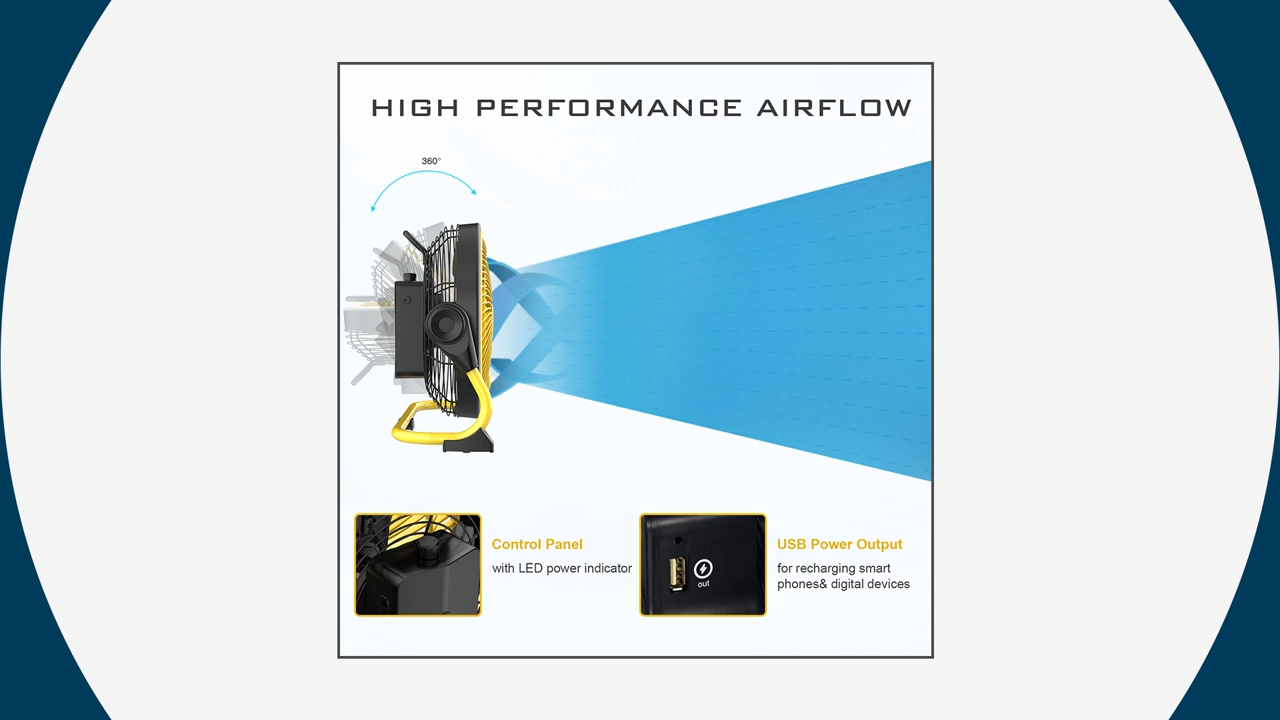 HIGH PERFORMANCE AIRFLOW
360°
Control Panel
with LED power indicator
USB Power Output
for recharging smart
phones& digital devices
out